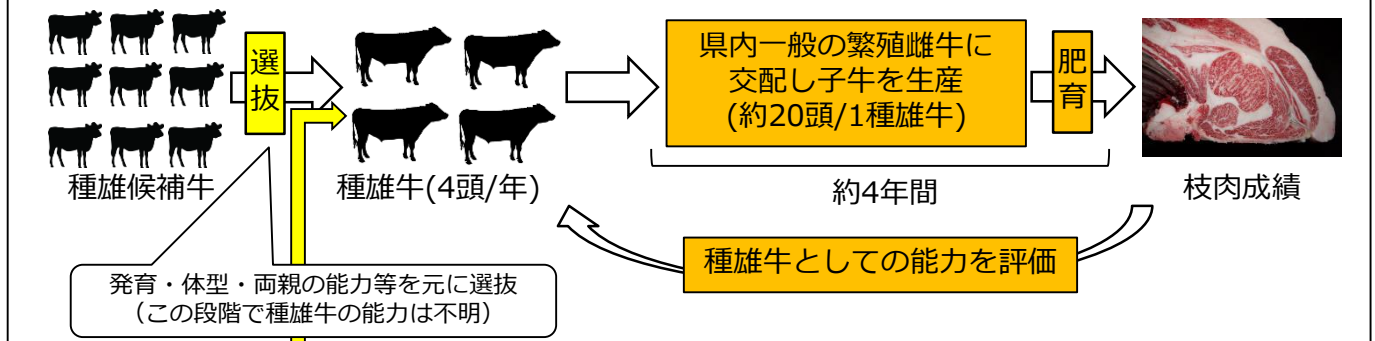 選
抜
県内一般の繁殖雌牛に
交配し子牛を生産
(約20頭/1種雄牛)
肥
育
種雄候補牛
種雄牛(4頭/年)
約4年間
枝肉成績
種雄牛としての能力を評価
発育・体型・両親の能力等を元に選抜
（この段階で種雄牛の能力は不明）